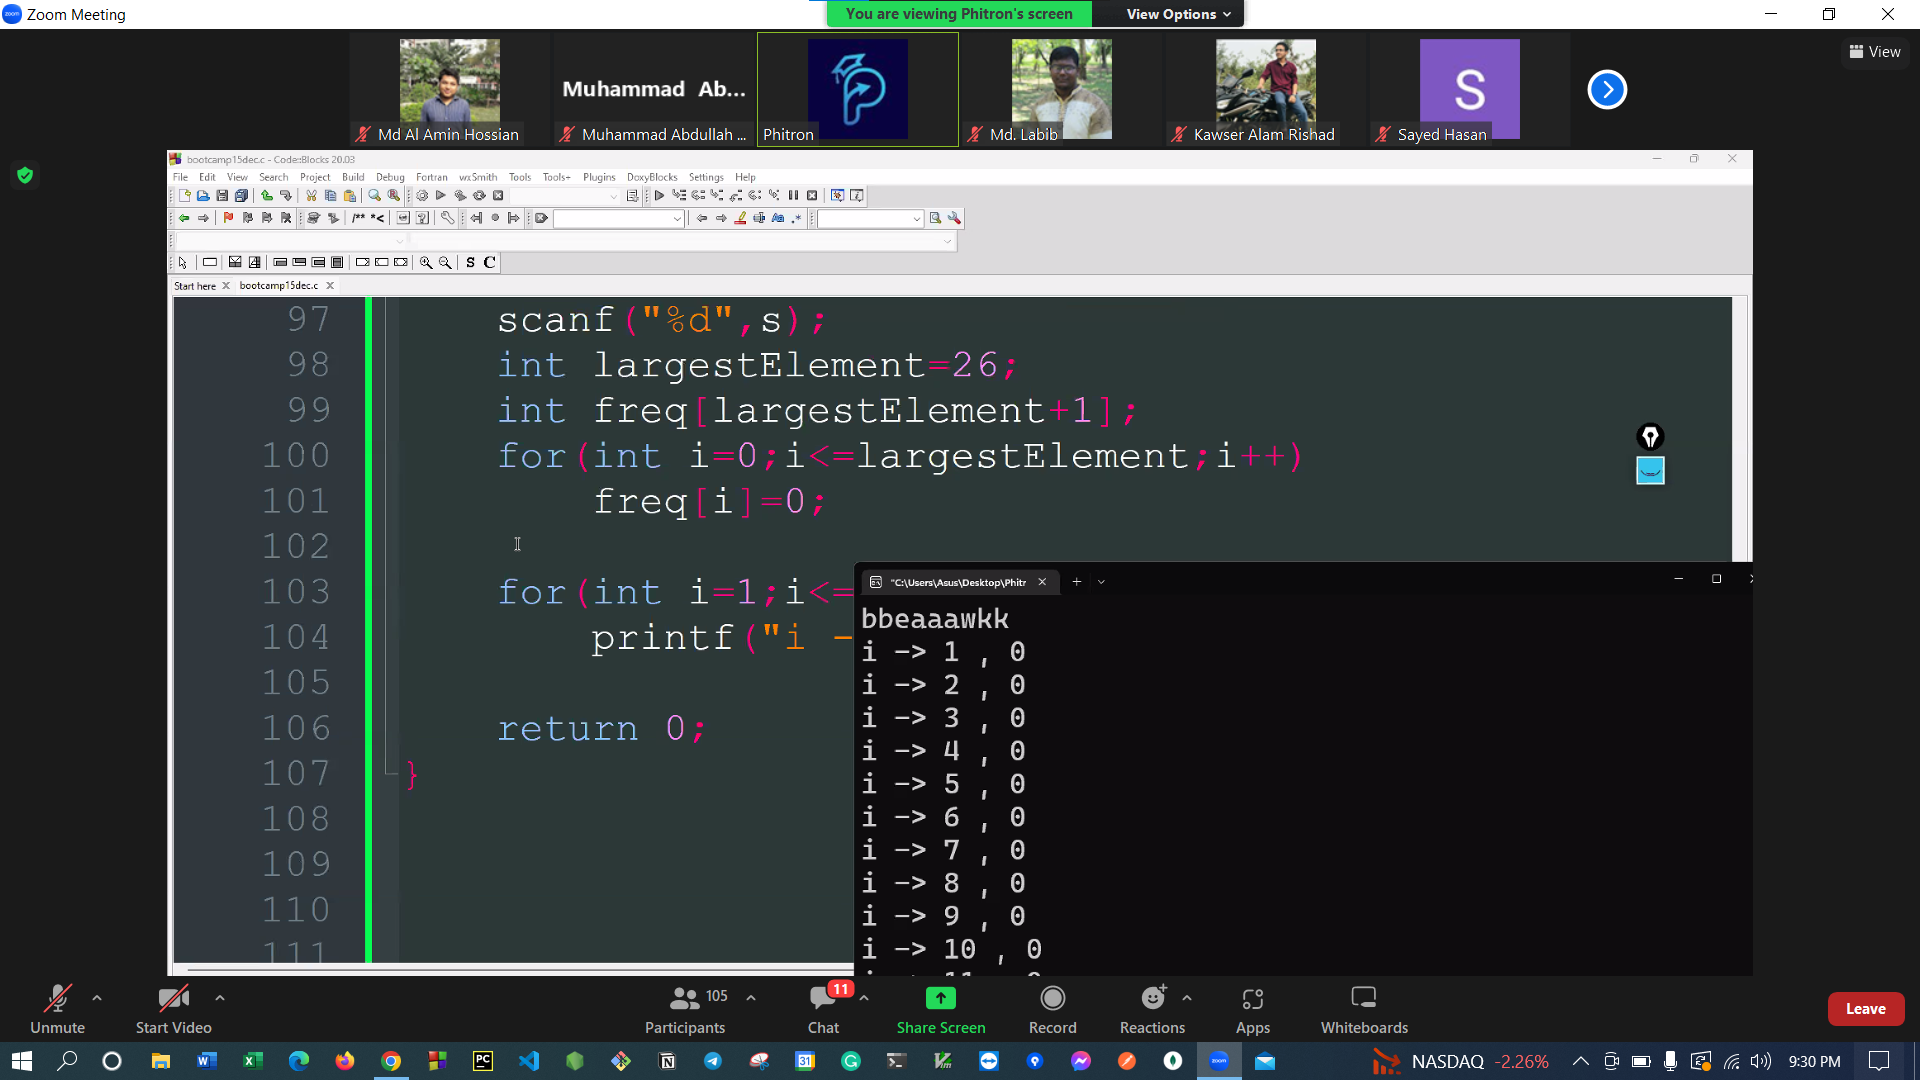 Zoom Meeting
You are viewing Phitron's screen
View Options
View
Muhammad Ab...
S
Md Al Amin Hossian
Muhammad Abdullah ...
Phitron
Md. Labib
Kawser Alam Rishad
Sayed Hasan
bootcamp15dec.c - Code::Blocks 20.03
File Edit View Search Project Build Debug Fortran wxSmith Tools Tools+ Plugins DoxyBlocks Settings Help
Start here
bootcamp15dec.c
97 scanf("%d",s);
98 int largestElement=26;
99 int freq[largestElement+1];
100 for(int i=0;i<=largestElement;i++)
101 freq[i]=0;
102
103 for(int i=1;i<=
104 printf("i -
105
106 return 0;
107 }
108
109
110
111
"C:\Users\Asus\Desktop\Phitr
bbeaaawkk
i -> 1 , 0
i -> 2 , 0
i -> 3 , 0
i -> 4 , 0
i -> 5 , 0
i -> 6 , 0
i -> 7 , 0
i -> 8 , 0
i -> 9 , 0
i -> 10 , 0
Unmute
Start Video
105
Participants
11
Chat
Share Screen
Record
Reactions
Apps
Whiteboards
Leave
NASDAQ -2.26%
9:30 PM